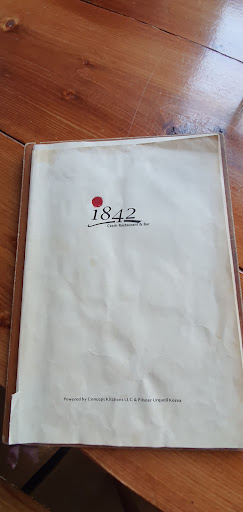 1842
Czech Restaurant & Bar
Powered by Concept Kitchens LLC & Pilsner Urquell Korea